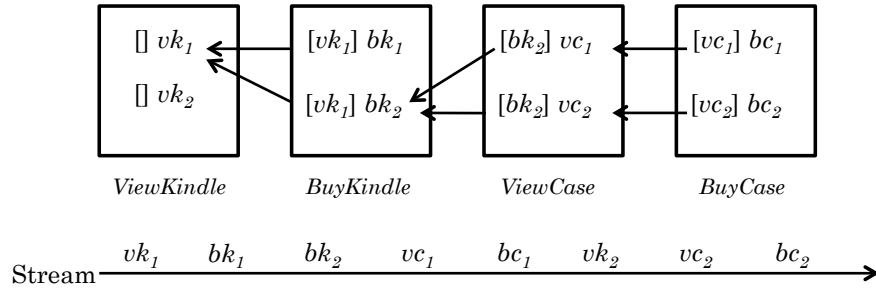 [] vk₁ [vk₁] bk₁ [bk₂] vc₁ [vc₁] bc₁
[] vk₂ [vk₁] bk₂ [bk₂] vc₂ [vc₂] bc₂
ViewKindle BuyKindle ViewCase BuyCase
vk₁ bk₁ bk₂ vc₁ bc₁ vk₂ vc₂ bc₂
Stream